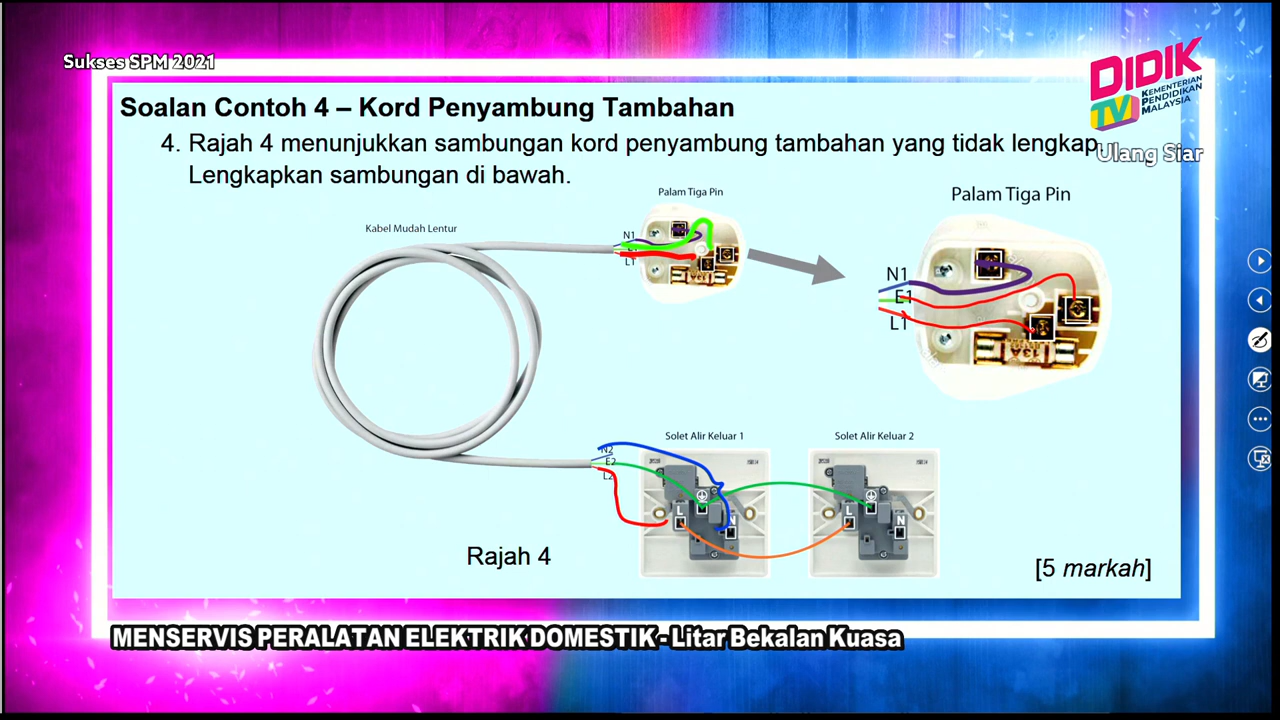 Sukses SPM 2021
DIDIK
TV
KEMENTERIAN
PENDIDIKAN
MALAYSIA
Ulang Siar
Soalan Contoh 4 – Kord Penyambung Tambahan
4. Rajah 4 menunjukkan sambungan kord penyambung tambahan yang tidak lengkap.
Lengkapkan sambungan di bawah.
Palam Tiga Pin
Palam Tiga Pin
Kabel Mudah Lentur
N1
L1
N1
E1
L1
13A
Solet Alir Keluar 1
Solet Alir Keluar 2
N2
E2
L2
L
N
L
N
Rajah 4
[5 markah]
MENSERVIS PERALATAN ELEKTRIK DOMESTIK - Litar Bekalan Kuasa